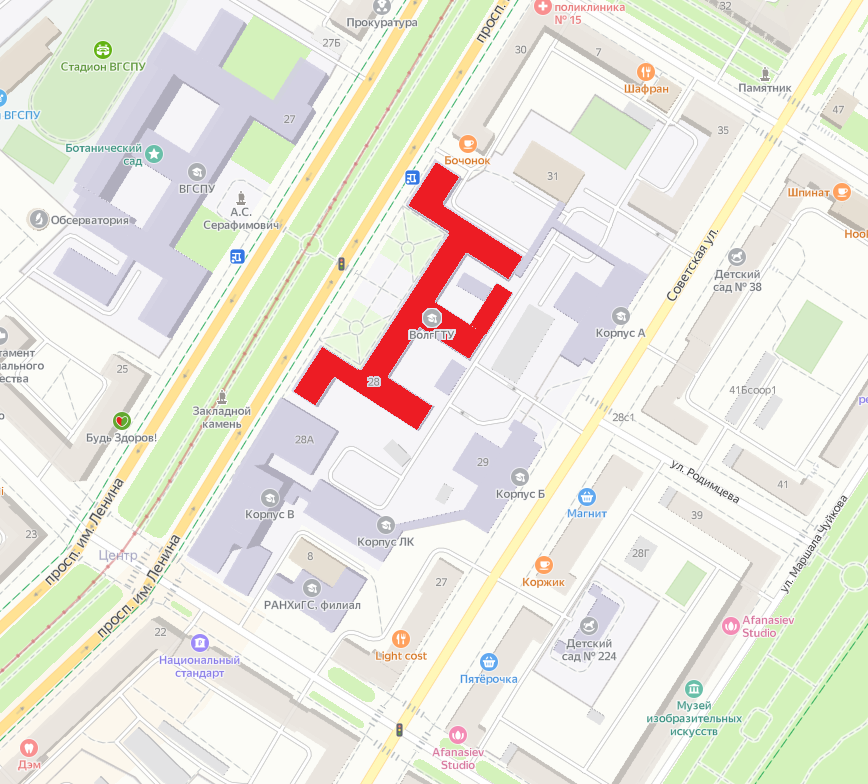 32
поликлиника
№ 15
Прокуратура
просп.
27Б
30
7
Стадион ВГСПУ
Шафран
Памятник
47
ВГСПУ
27
35
Ботанический
сад
Бочонок
ВГСПУ
31
Шпинат
А.С.
Серафимович
Обсерватория
Советская ул.
Детский
сад № 38
ВолгГТУ
Корпус А
25
28
41Бсоор1
Закладной
камень
28с1
Будь Здоров!
28А
ул. Родимцева
29
41
Корпус Б
Магнит
39
Корпус В
просп. им. Ленина
23
Корпус ЛК
28Г
ул. Маршала Чуйкова
Центр
8
27
Коржик
просп. им. Ленина
РАНХиГС, филиал
Afanasiev
Studio
22
Детский
сад № 224
Национальный
стандарт
Light cost
Пятёрочка
Музей
изобразительных
искусств
Дэм
Afanasiev
Studio